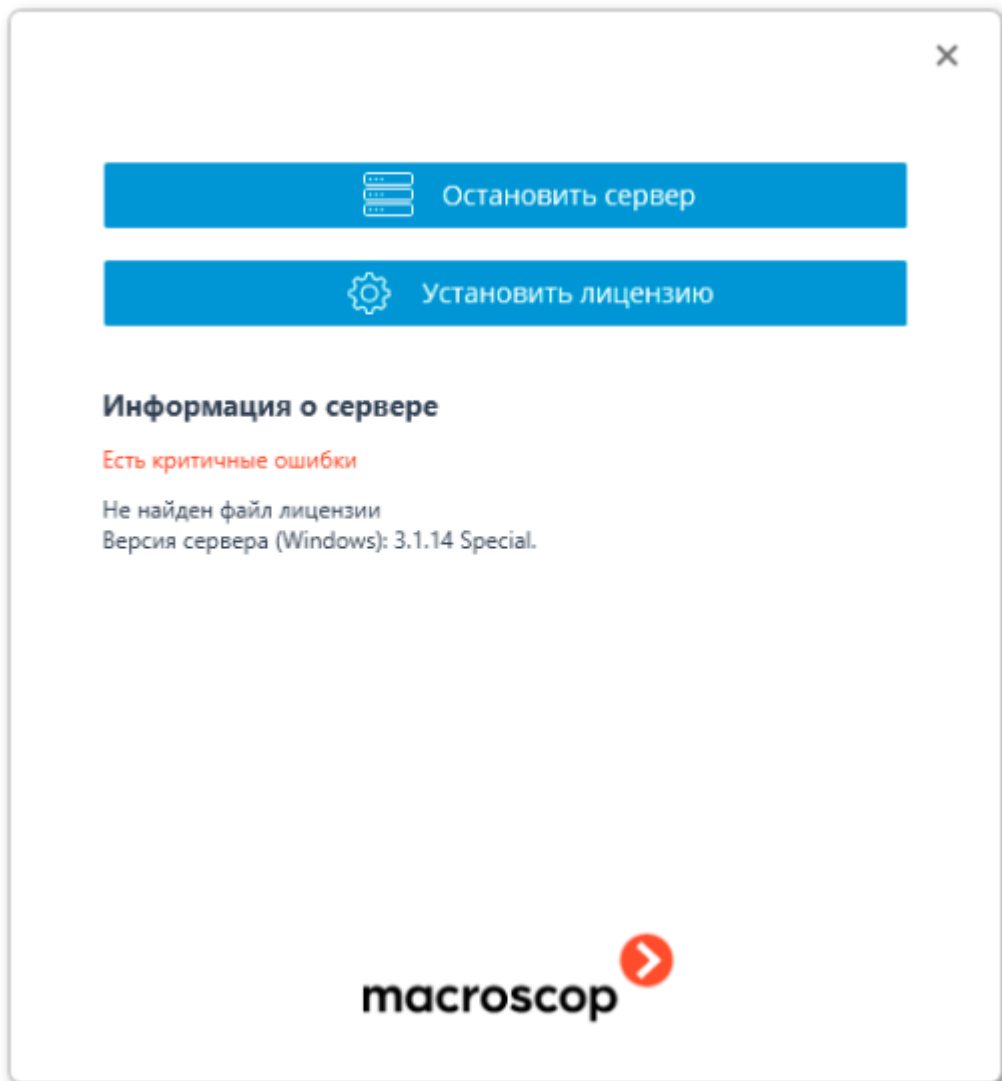 Остановить сервер
Установить лицензию
Информация о сервере
Есть критичные ошибки
Не найден файл лицензии
Версия сервера (Windows): 3.1.14 Special.
macroscop